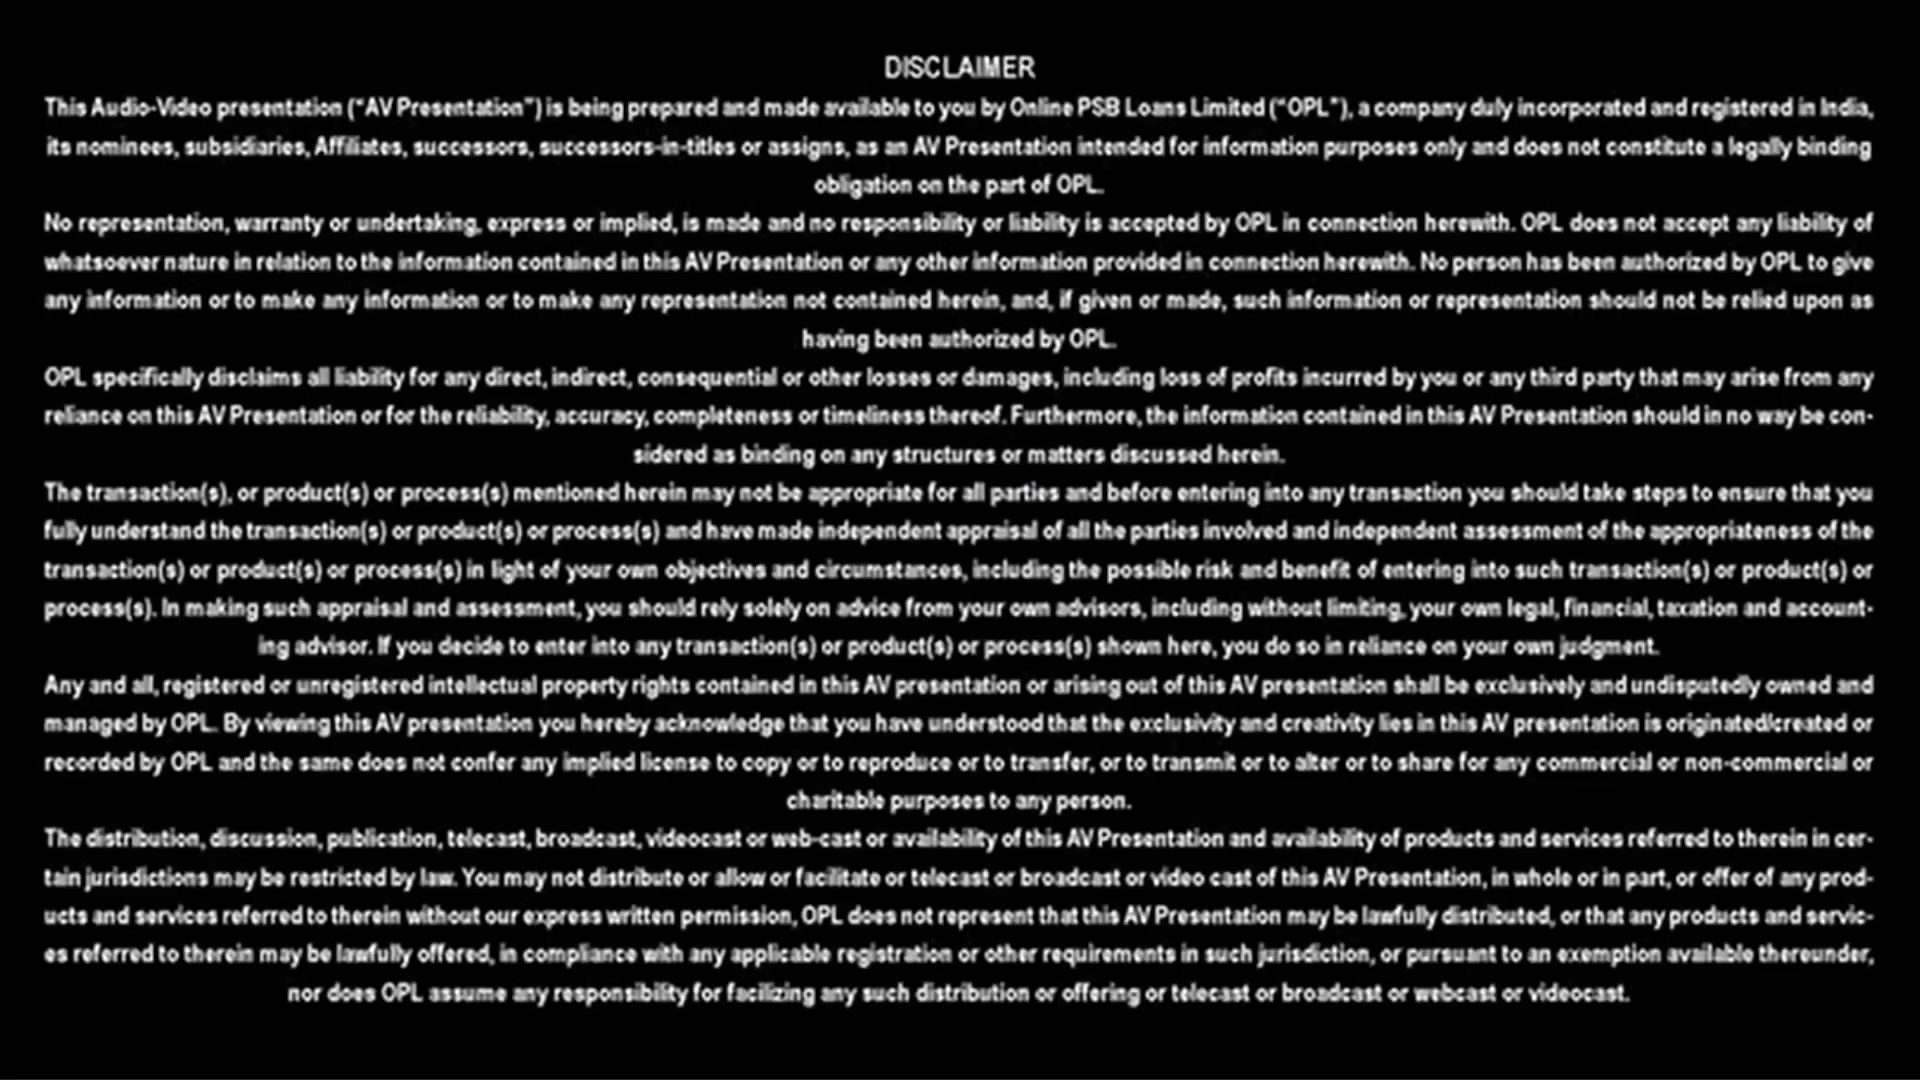 DISCLAIMER
This Audio-Video presentation ("AV Presentation") is being prepared and made available to you by Online PSB Loans Limited ("OPL"), a company duly incorporated and registered in India,
its nominees, subsidiaries, Affiliates, successors, successors-in-titles or assigns, as an AV Presentation intended for information purposes only and does not constitute a legally binding
obligation on the part of OPL.
No representation, warranty or undertaking, express or implied, is made and no responsibility or liability is accepted by OPL in connection herewith. OPL does not accept any liability of
whatsoever nature in relation to the information contained in this AV Presentation or any other information provided in connection herewith. No person has been authorized by OPL to give
any information or to make any information or to make any representation not contained herein, and, if given or made, such information or representation should not be relied upon as
having been authorized by OPL.
OPL specifically disclaims all liability for any direct, indirect, consequential or other losses or damages, including loss of profits incurred by you or any third party that may arise from any
reliance on this AV Presentation or for the reliability, accuracy, completeness or timeliness thereof. Furthermore, the information contained in this AV Presentation should in no way be con-
sidered as binding on any structures or matters discussed herein.
The transaction(s), or product(s) or process(s) mentioned herein may not be appropriate for all parties and before entering into any transaction you should take steps to ensure that you
fully understand the transaction(s) or product(s) or process(s) and have made independent appraisal of all the parties involved and independent assessment of the appropriateness of the
transaction(s) or product(s) or process(s) in light of your own objectives and circumstances, including the possible risk and benefit of entering into such transaction(s) or product(s) or
process(s). In making such appraisal and assessment, you should rely solely on advice from your own advisors, including without limiting, your own legal, financial, taxation and account-
ing advisor. If you decide to enter into any transaction(s) or product(s) or process(s) shown here, you do so in reliance on your own judgment.
Any and all, registered or unregistered intellectual property rights contained in this AV presentation or arising out of this AV presentation shall be exclusively and undisputedly owned and
managed by OPL. By viewing this AV presentation you hereby acknowledge that you have understood that the exclusivity and creativity lies in this AV presentation is originated/created or
recorded by OPL and the same does not confer any implied license to copy or to reproduce or to transfer, or to transmit or to alter or to share for any commercial or non-commercial or
charitable purposes to any person.
The distribution, discussion, publication, telecast, broadcast, videocast or web-cast or availability of this AV Presentation and availability of products and services referred to therein in cer-
tain jurisdictions may be restricted by law. You may not distribute or allow or facilitate or telecast or broadcast or video cast of this AV Presentation, in whole or in part, or offer of any prod-
ucts and services referred to therein without our express written permission, OPL does not represent that this AV Presentation may be lawfully distributed, or that any products and servic-
es referred to therein may be lawfully offered, in compliance with any applicable registration or other requirements in such jurisdiction, or pursuant to an exemption available thereunder,
nor does OPL assume any responsibility for facilizing any such distribution or offering or telecast or broadcast or webcast or videocast.